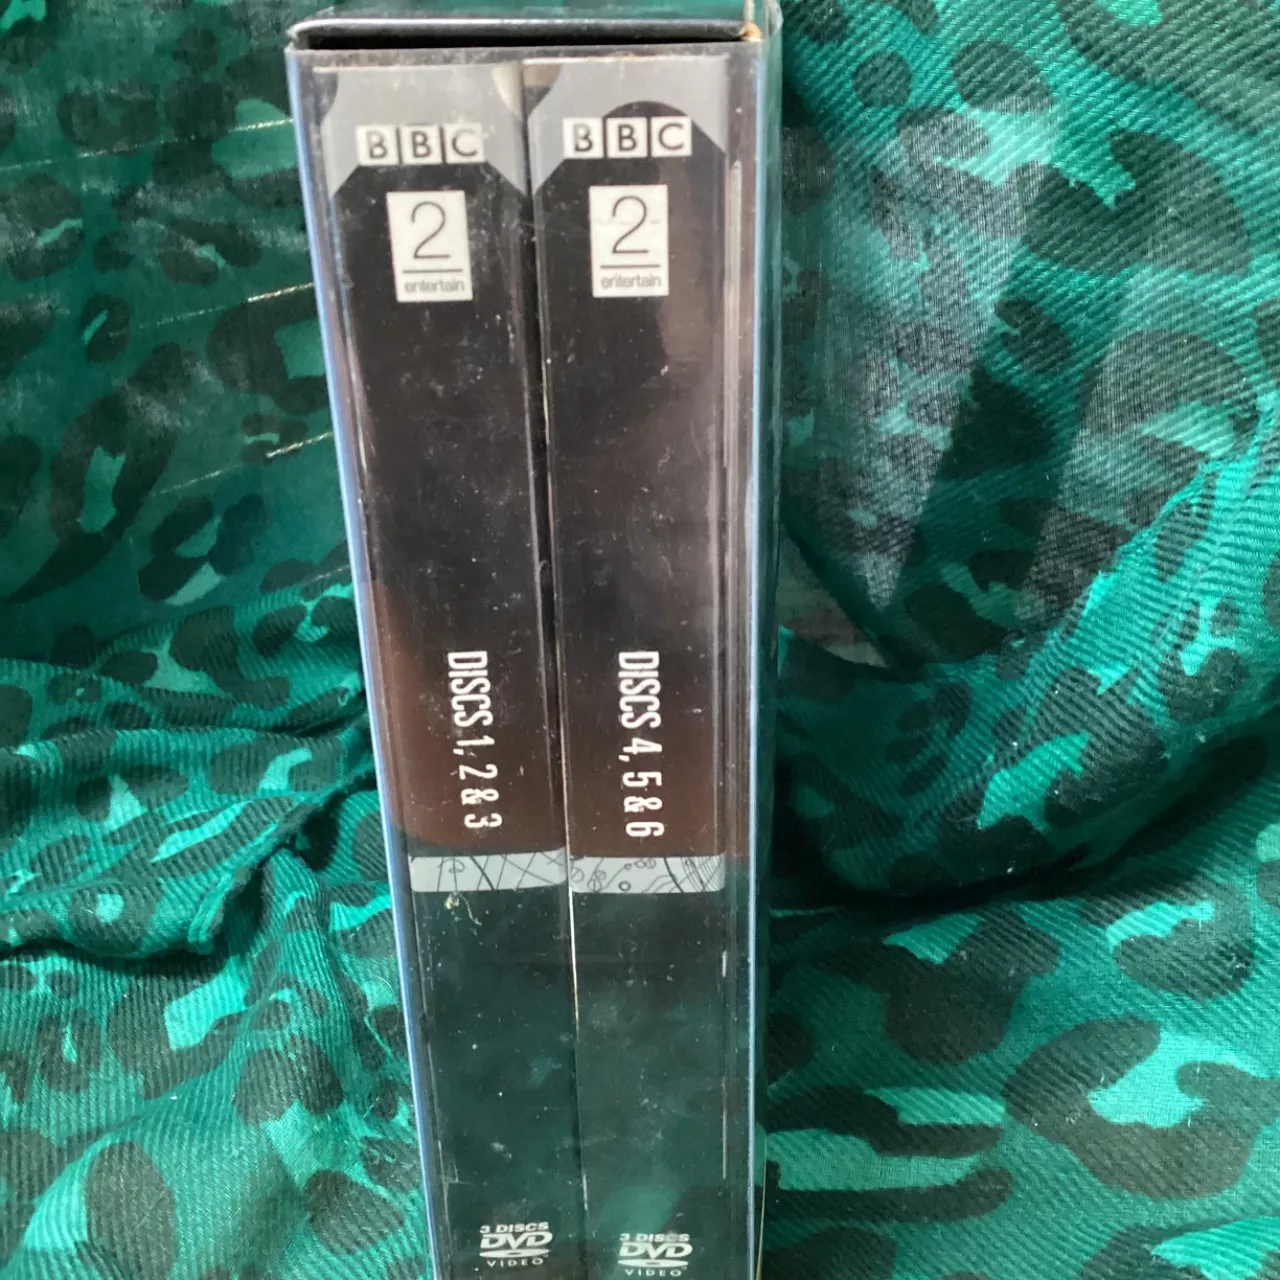 BBC
2
entertain
DISCS 1, 2 & 3
3 DISCS
DVD
VIDEO
BBC
2
entertain
DISCS 4, 5 & 6
3 DISCS
DVD
VIDEO